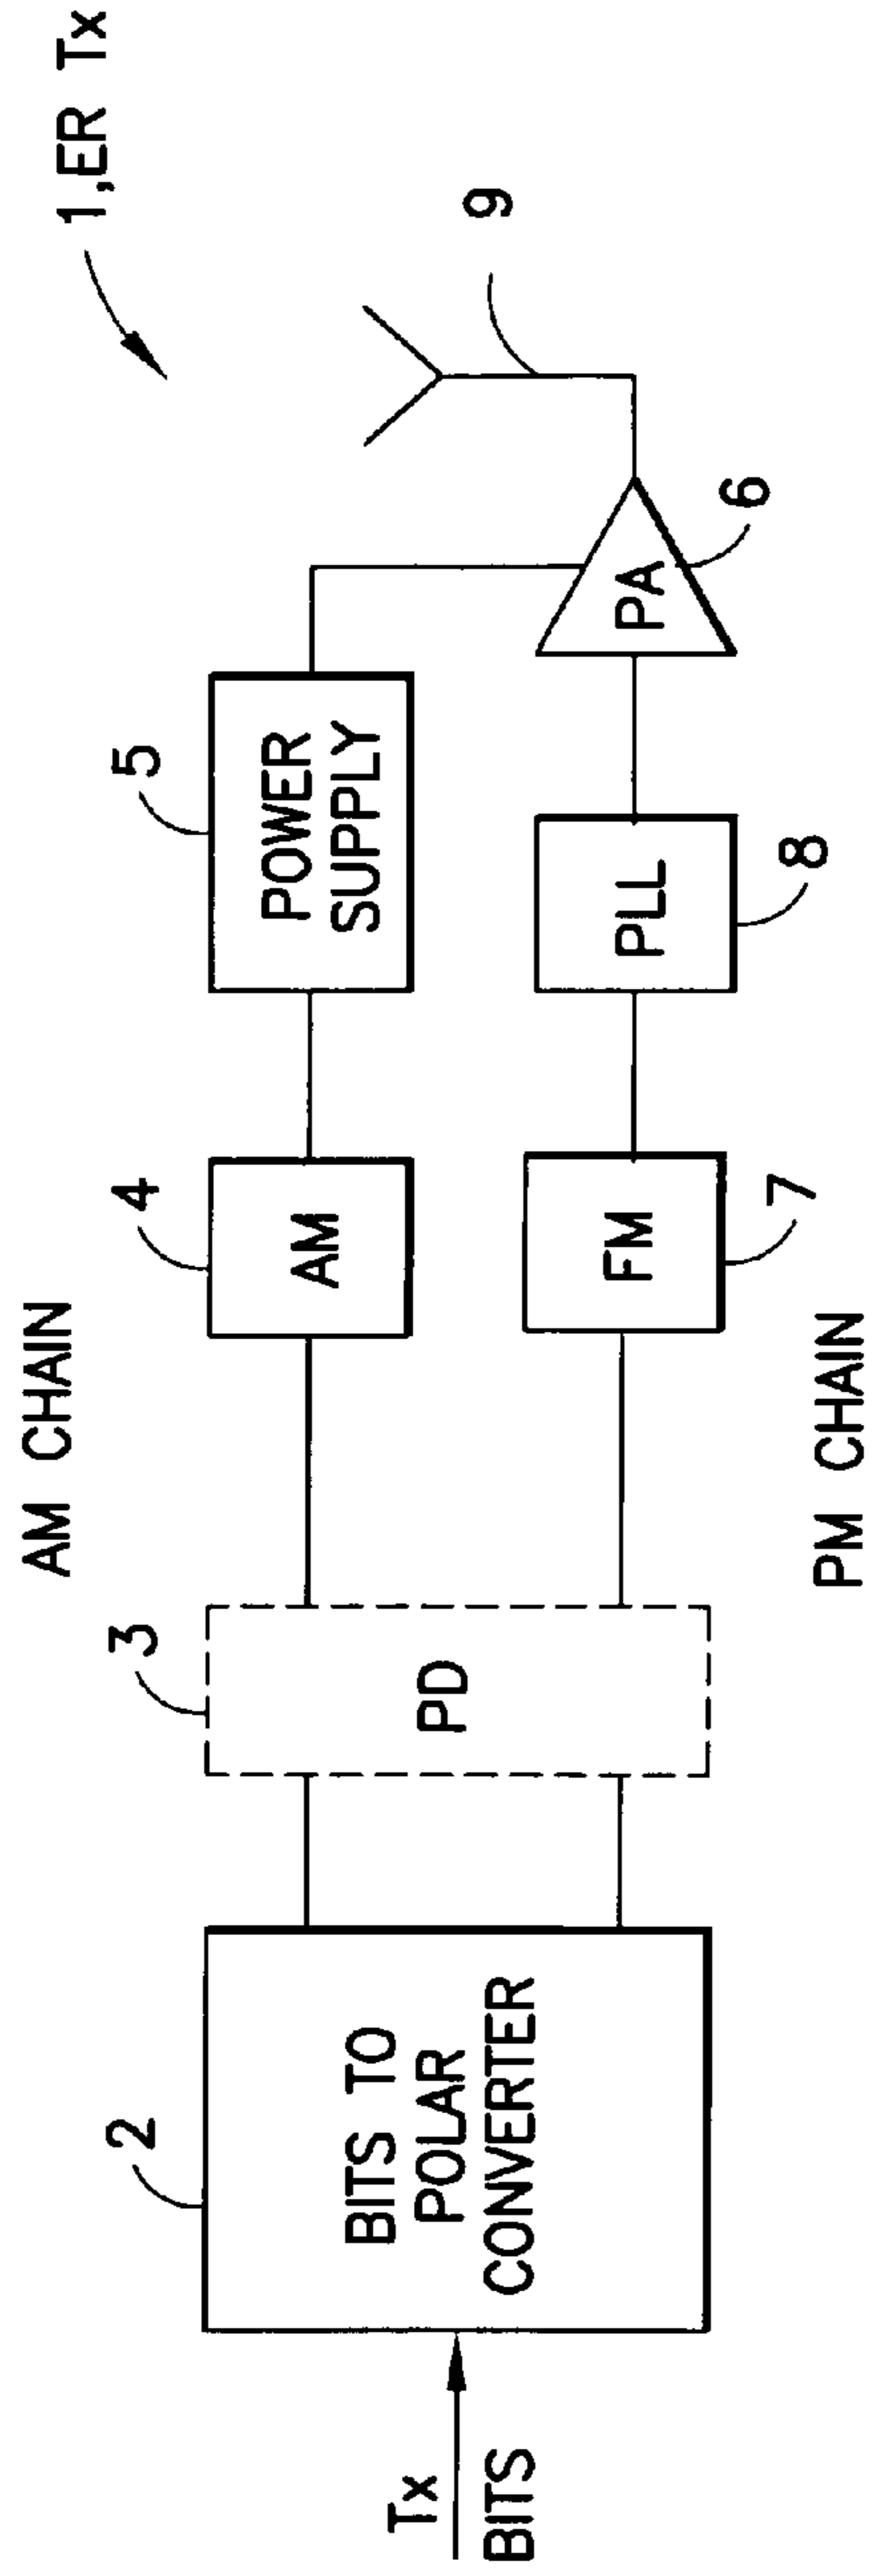 1,ER Tx
AM CHAIN
Tx
BITS
2
BITS TO
POLAR
CONVERTER
3
PD
4
AM
5
POWER
SUPPLY
7
FM
8
PLL
6
PA
9
PM CHAIN